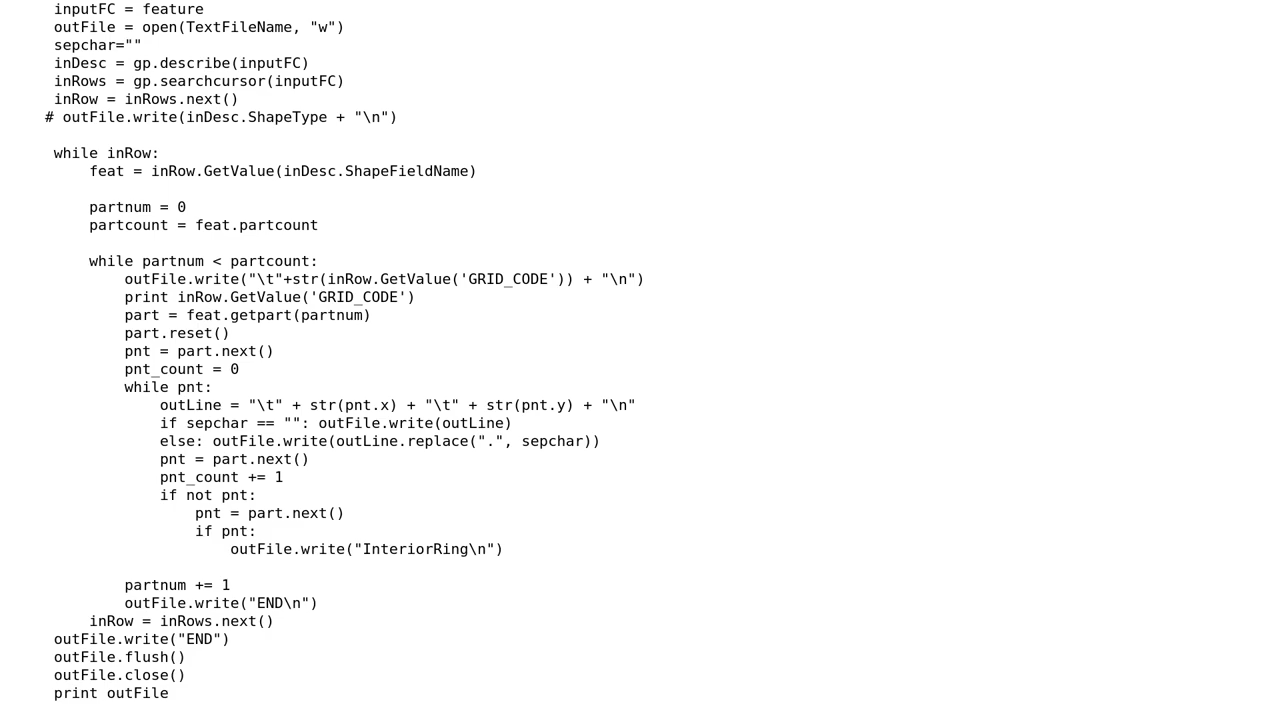 inputFC = feature
 outFile = open(TextFileName, "w")
 sepchar=""
 inDesc = gp.describe(inputFC)
 inRows = gp.searchcursor(inputFC)
 inRow = inRows.next()
# outFile.write(inDesc.ShapeType + "\n")

 while inRow:
     feat = inRow.GetValue(inDesc.ShapeFieldName)

     partnum = 0
     partcount = feat.partcount

     while partnum < partcount:
         outFile.write("\t"+str(inRow.GetValue('GRID_CODE')) + "\n")
         print inRow.GetValue('GRID_CODE')
         part = feat.getpart(partnum)
         part.reset()
         pnt = part.next()
         pnt_count = 0
         while pnt:
             outLine = "\t" + str(pnt.x) + "\t" + str(pnt.y) + "\n"
             if sepchar == "": outFile.write(outLine)
             else: outFile.write(outLine.replace(".", sepchar))
             pnt = part.next()
             pnt_count += 1
             if not pnt:
                 pnt = part.next()
                 if pnt:
                     outFile.write("InteriorRing\n")

         partnum += 1
         outFile.write("END\n")
     inRow = inRows.next()
 outFile.write("END")
 outFile.flush()
 outFile.close()
 print outFile